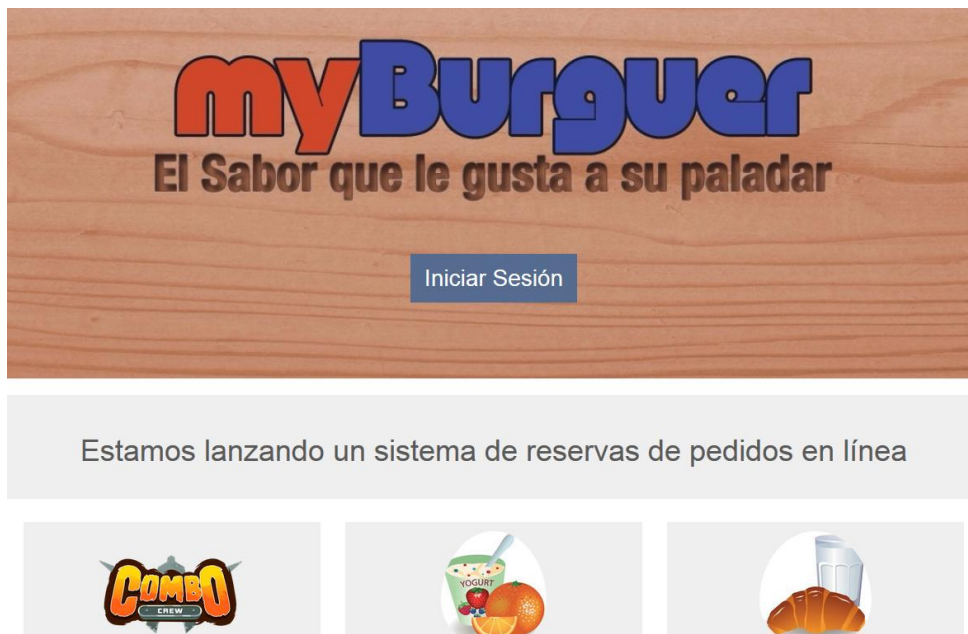 myBurguer
El Sabor que le gusta a su paladar
Iniciar Sesión
Estamos lanzando un sistema de reservas de pedidos en línea
COMBO
CREW
YOGURT